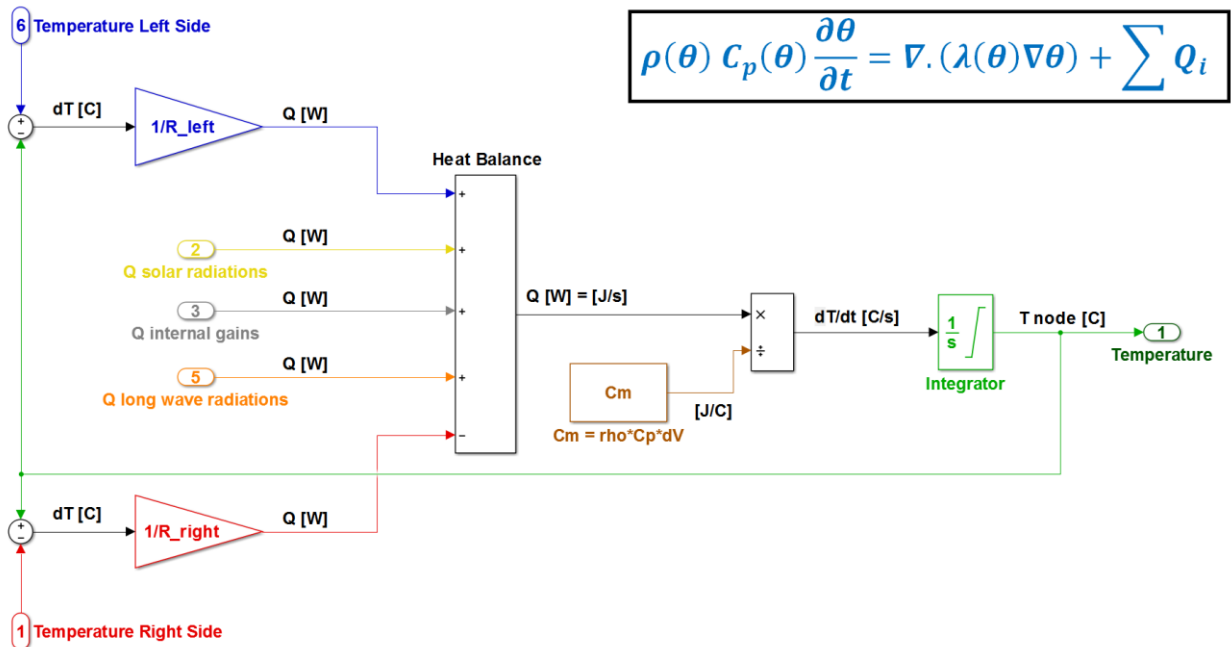 6 Temperature Left Side
ρ(θ) C_p(θ) ∂θ/∂t = ∇. (λ(θ)∇θ) + ∑ Q_i
dT [C]
Q [W]
+
−
1/R_left
Heat Balance
+
Q [W]
2
+
Q solar radiations
Q [W]
3
+
Q internal gains
Q [W] = [J/s]
×
÷
dT/dt [C/s]
1/s
T node [C]
1
Temperature
Integrator
Q [W]
5
+
Q long wave radiations
Cm
[J/C]
Cm = rho*Cp*dV
−
dT [C]
Q [W]
+
−
1/R_right
1 Temperature Right Side